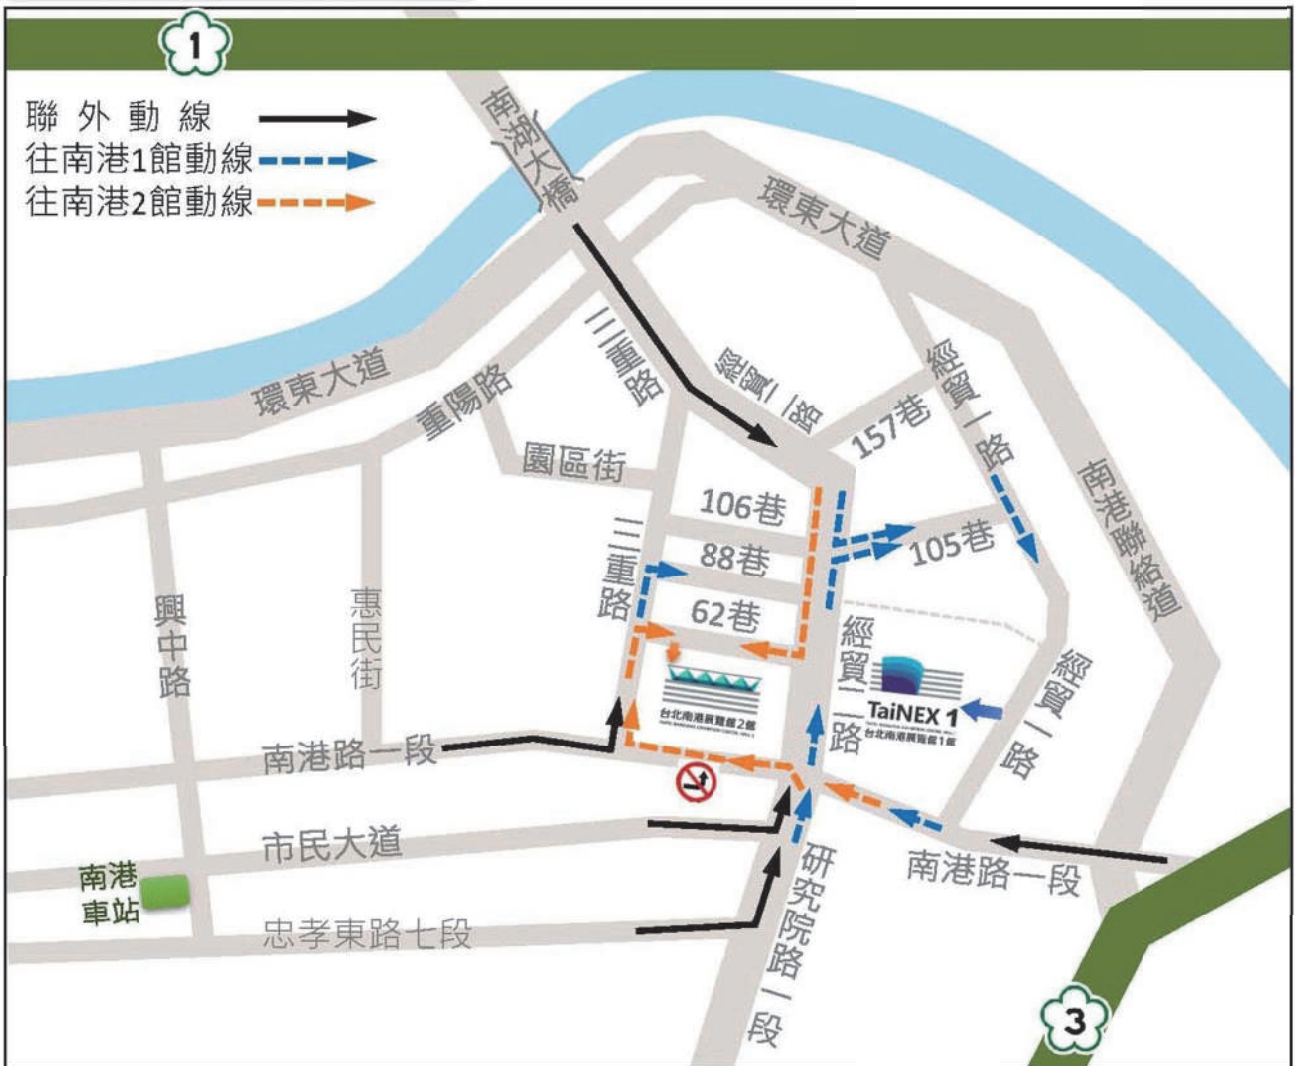 1
聯外動線
往南港1館動線
往南港2館動線
南湖大橋
環東大道
環東大道
重陽路
三重路
經貿二路
經貿一路
157巷
園區街
106巷
105巷
88巷
62巷
三重路
南港聯絡道
興中路
惠民街
經貿二路
經貿一路
TaiNEX 1
台北南港展覽館1館
台北南港展覽館2館
南港路一段
市民大道
南港路一段
南港
車站
忠孝東路七段
研究院路一段
3